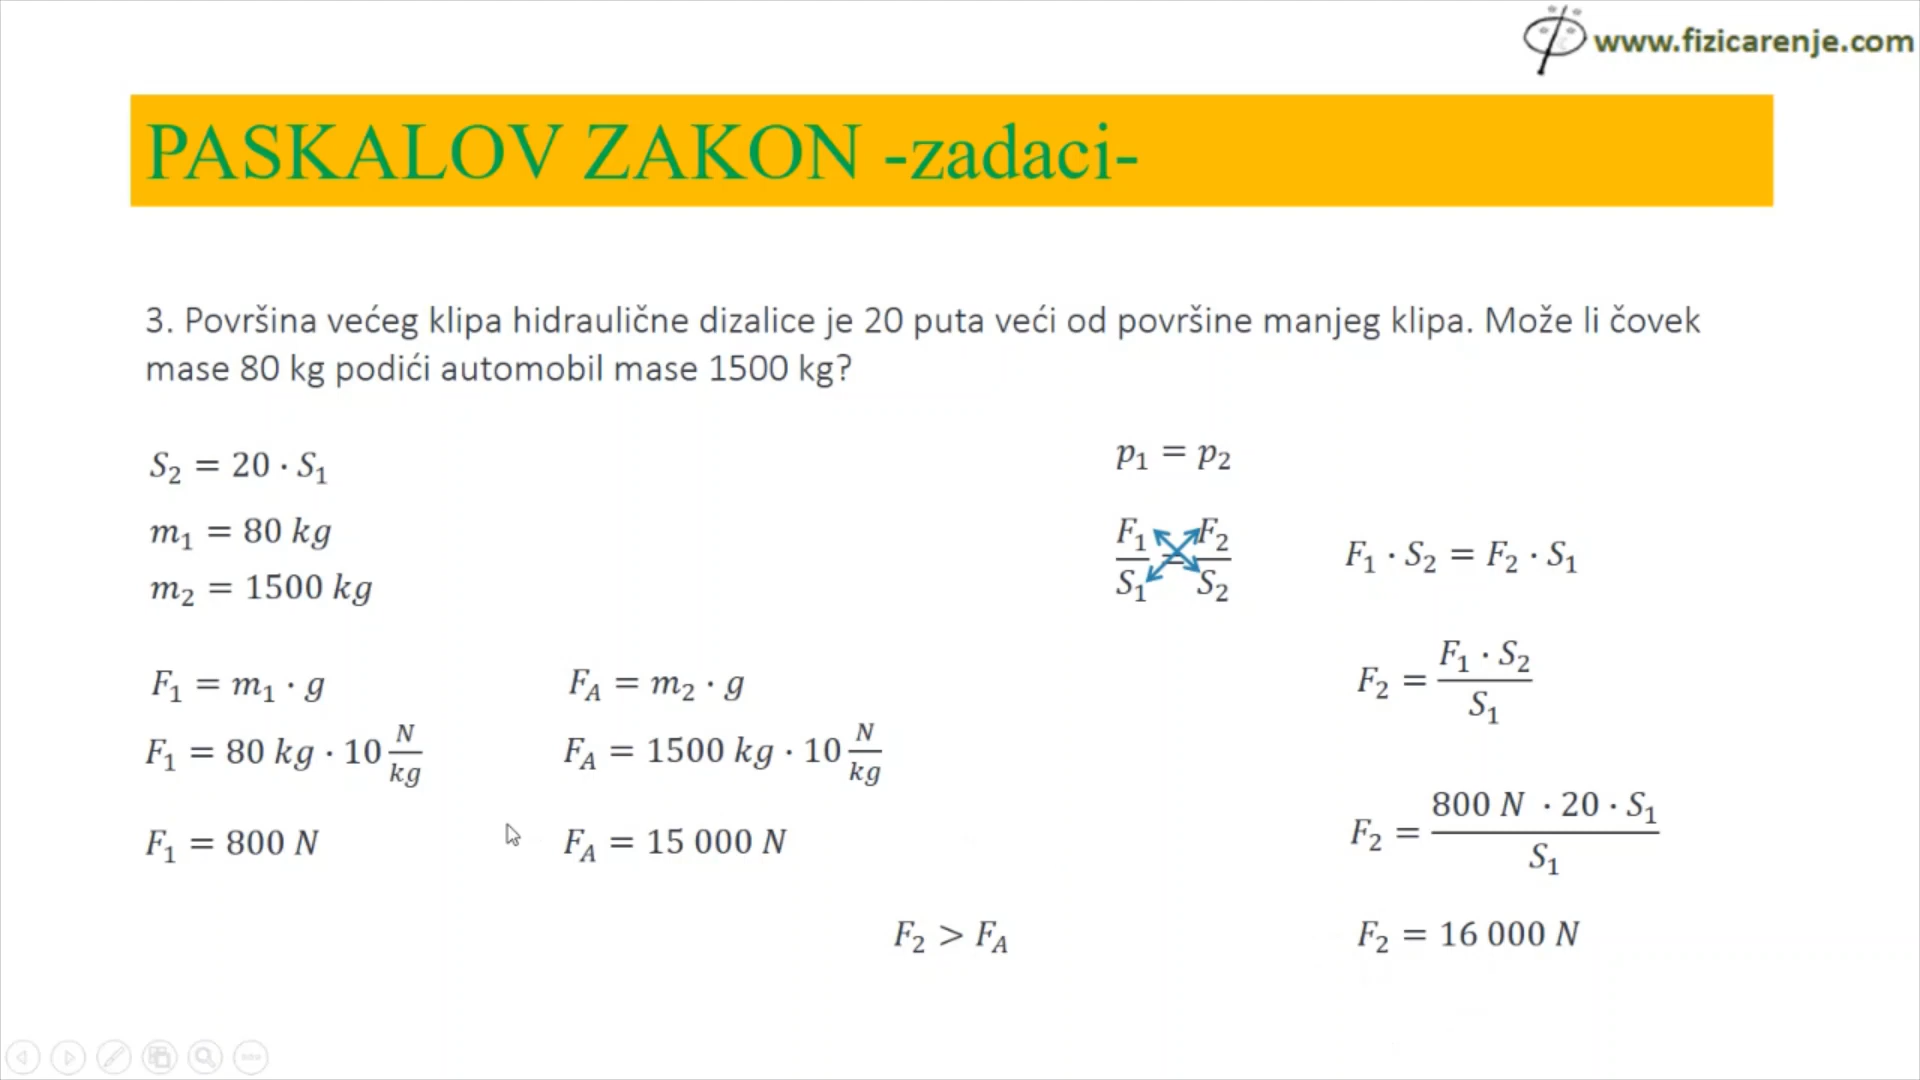 www.fizicarenje.com
PASKALOV ZAKON -zadaci-
3. Površina većeg klipa hidraulične dizalice je 20 puta veći od površine manjeg klipa. Može li čovek
mase 80 kg podići automobil mase 1500 kg?
S₂ = 20 · S₁
m₁ = 80 kg
m₂ = 1500 kg
F₁ = m₁ · g
F₁ = 80 kg · 10 N/kg
F₁ = 800 N
F_A = m₂ · g
F_A = 1500 kg · 10 N/kg
F_A = 15 000 N
F₂ > F_A
p₁ = p₂
F₁/S₁ = F₂/S₂
F₁ · S₂ = F₂ · S₁
F₂ = F₁ · S₂ / S₁
F₂ = 800 N · 20 · S₁ / S₁
F₂ = 16 000 N